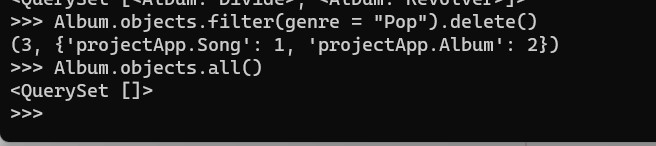 <QuerySet [<Album: Divide>, <Album: Revolver>]>
>>> Album.objects.filter(genre = "Pop").delete()
(3, {'projectApp.Song': 1, 'projectApp.Album': 2})
>>> Album.objects.all()
<QuerySet []>
>>>